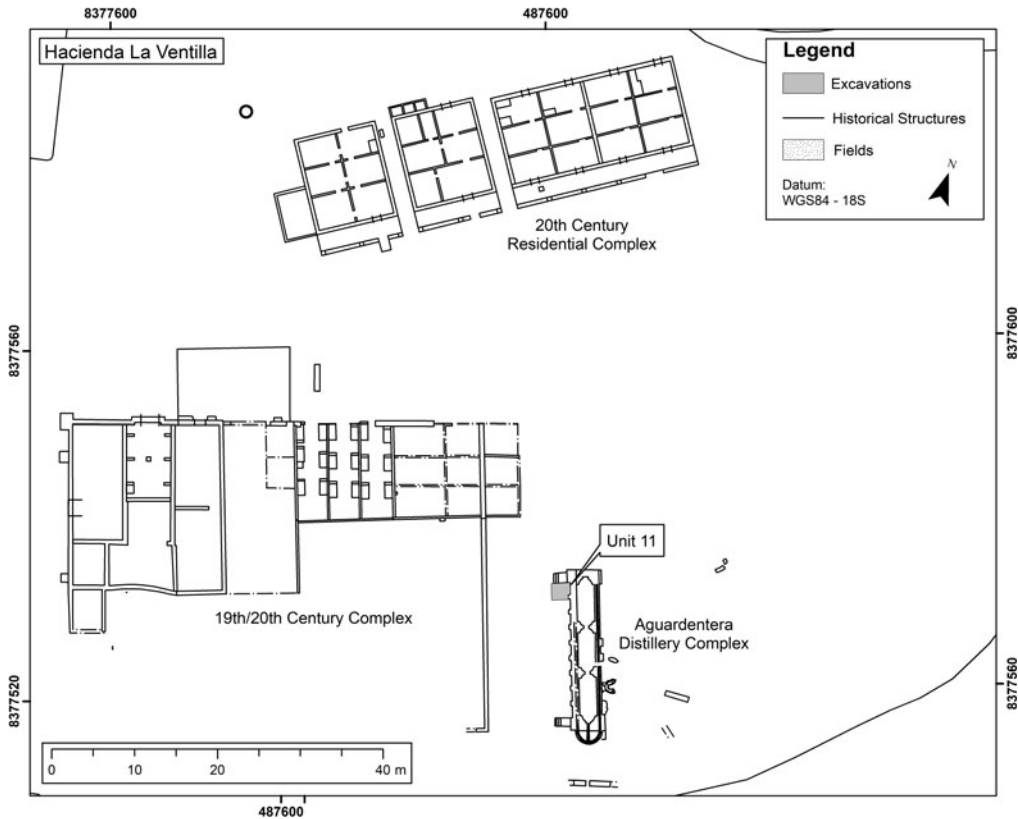 8377600
487600
Hacienda La Ventilla
Legend
Excavations
Historical Structures
Fields
Datum:
WGS84 - 18S
N
20th Century
Residential Complex
8377560
8377600
Unit 11
19th/20th Century Complex
Aguardentera
Distillery Complex
8377520
8377560
0 10 20 40 m
487600